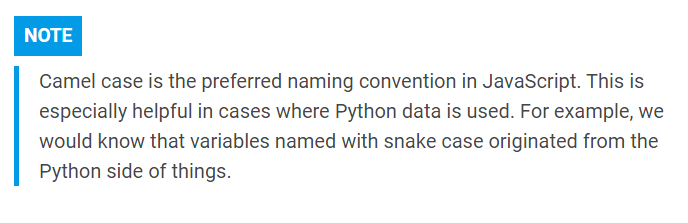 NOTE
Camel case is the preferred naming convention in JavaScript. This is
especially helpful in cases where Python data is used. For example, we
would know that variables named with snake case originated from the
Python side of things.